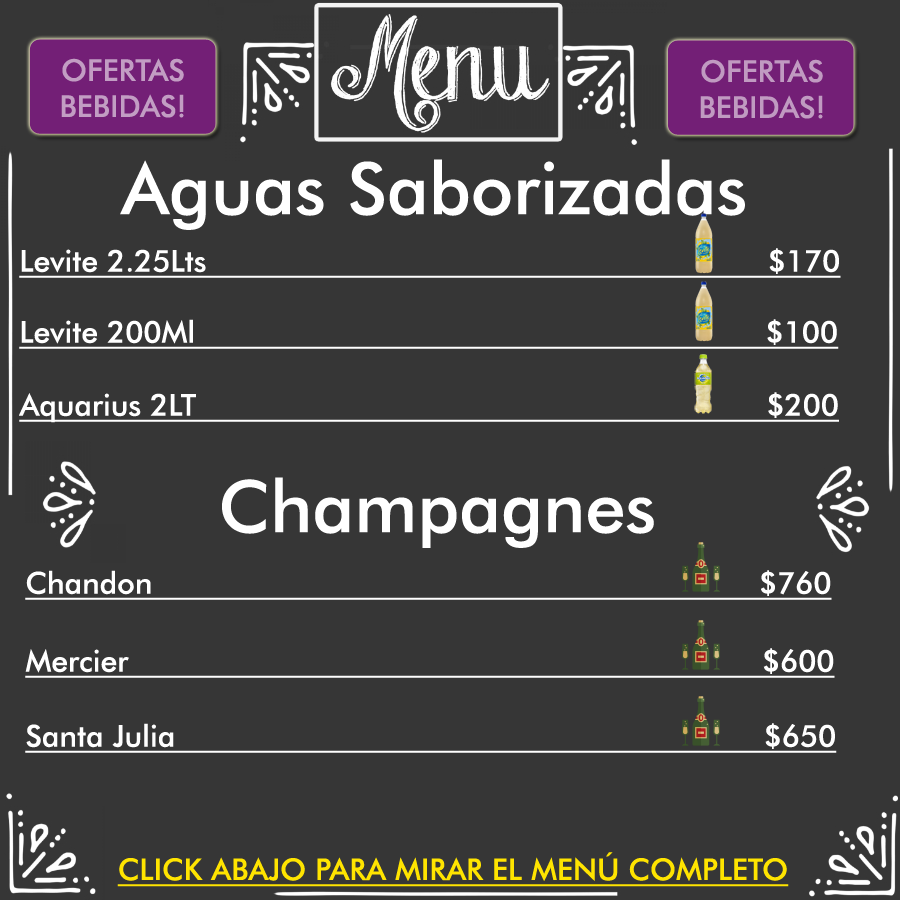 OFERTAS
BEBIDAS!
Menu
OFERTAS
BEBIDAS!
Aguas Saborizadas
Levite 2.25Lts $170
Levite 200Ml $100
Aquarius 2LT $200
Champagnes
Chandon $760
Mercier $600
Santa Julia $650
CLICK ABAJO PARA MIRAR EL MENÚ COMPLETO